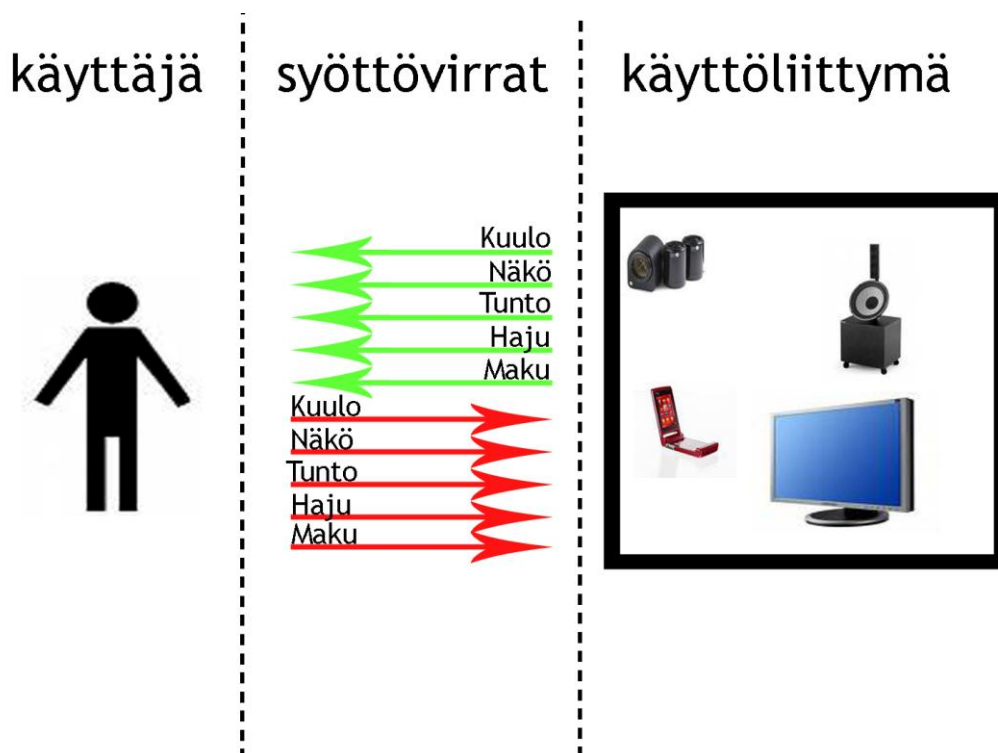 käyttäjä
syöttövirrat
käyttöliittymä
Kuulo
Näkö
Tunto
Haju
Maku
Kuulo
Näkö
Tunto
Haju
Maku